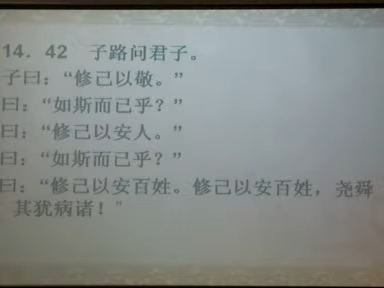 14．42 子路问君子。
子曰：“修己以敬。”
曰：“如斯而已乎？”
曰：“修己以安人。”
曰：“如斯而已乎？”
曰：“修己以安百姓。修己以安百姓，尧舜
其犹病诸！”